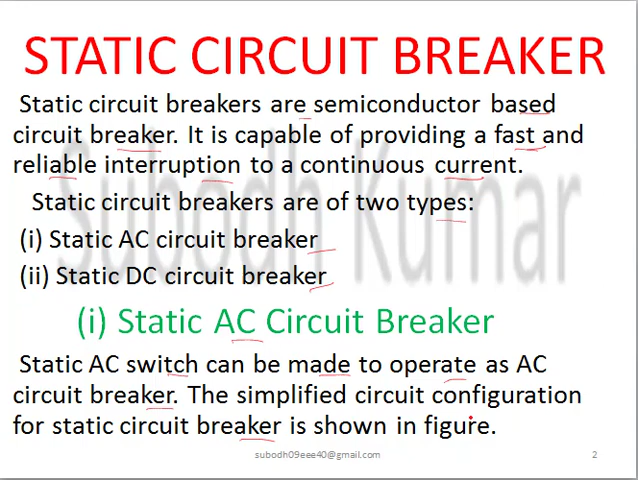 STATIC CIRCUIT BREAKER
Static circuit breakers are semiconductor based
circuit breaker. It is capable of providing a fast and
reliable interruption to a continuous current.
Static circuit breakers are of two types:
(i) Static AC circuit breaker
(ii) Static DC circuit breaker
Subodh Kumar
(i) Static AC Circuit Breaker
Static AC switch can be made to operate as AC
circuit breaker. The simplified circuit configuration
for static circuit breaker is shown in figure.
subodh09eee40@gmail.com
2